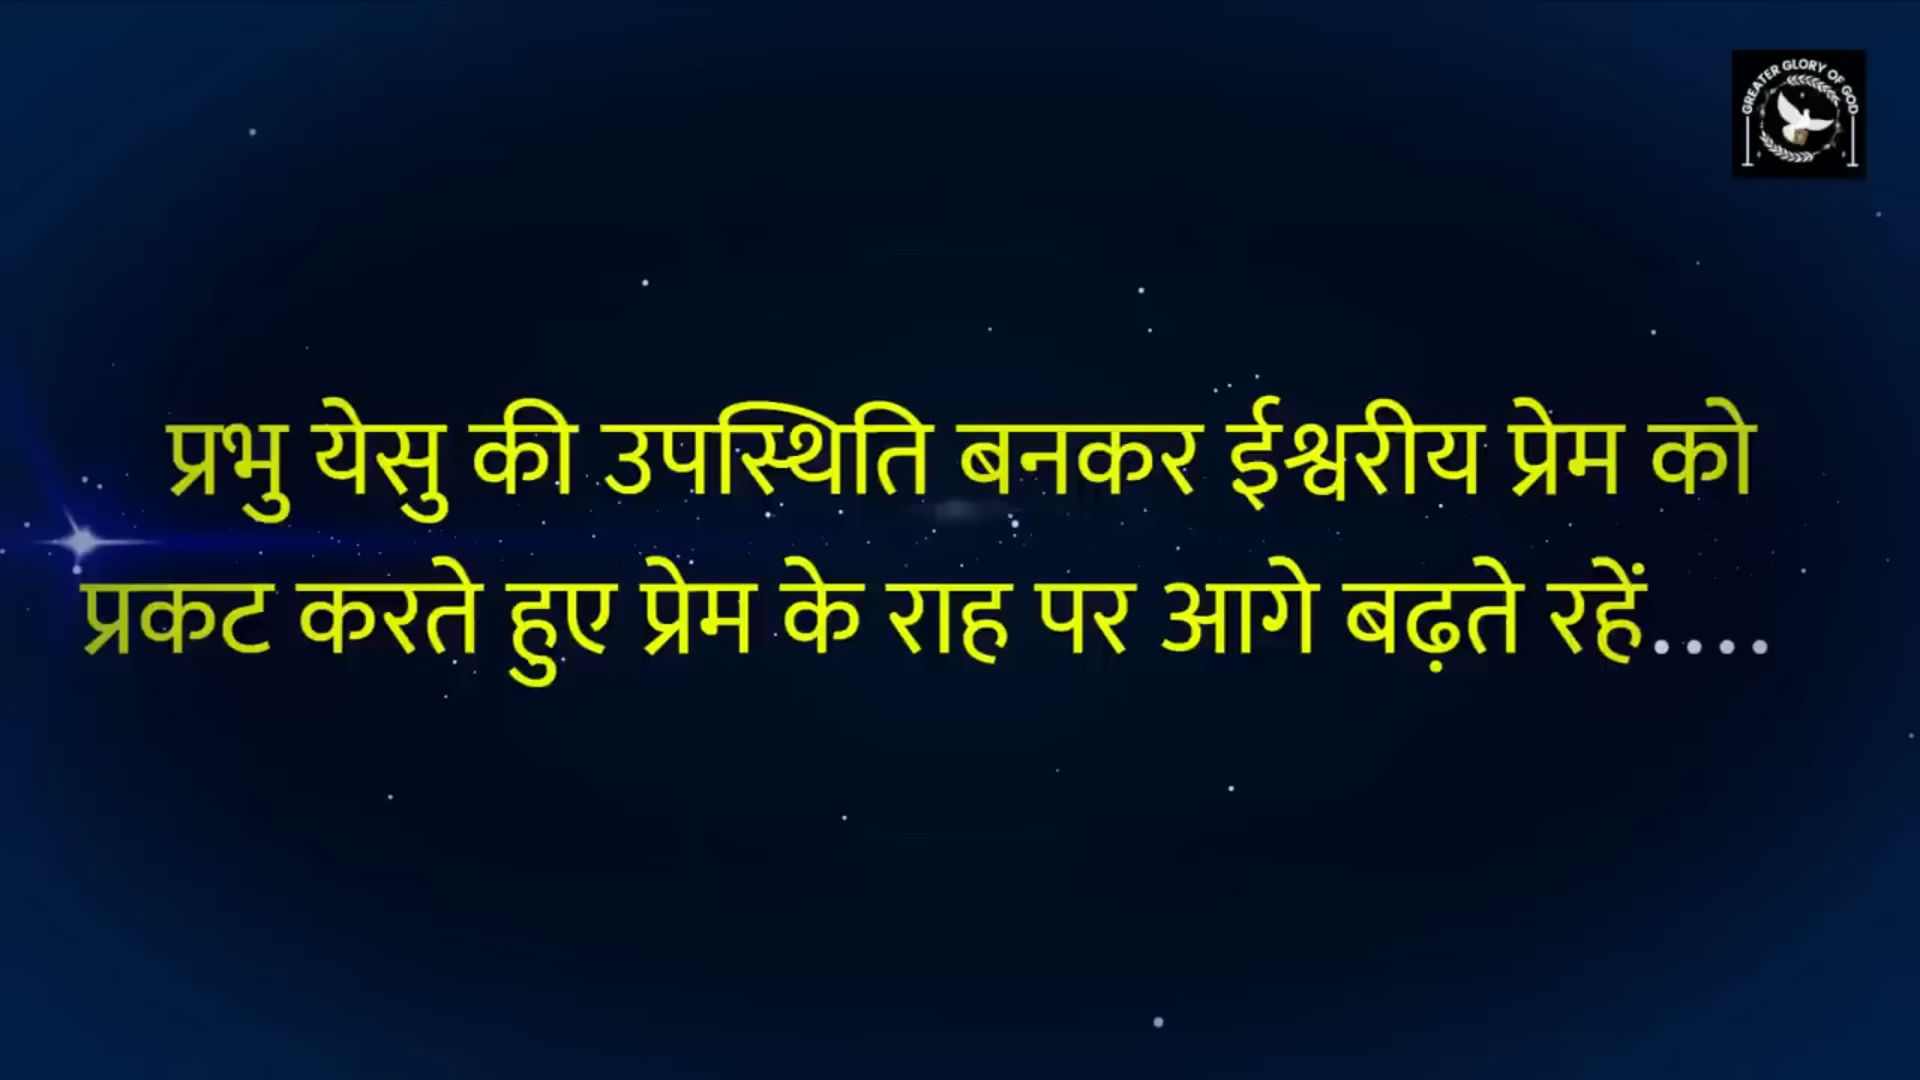 GREATER GLORY OF GOD
प्रभु येसु की उपस्थिति बनकर ईश्वरीय प्रेम को
प्रकट करते हुए प्रेम के राह पर आगे बढ़ते रहें....